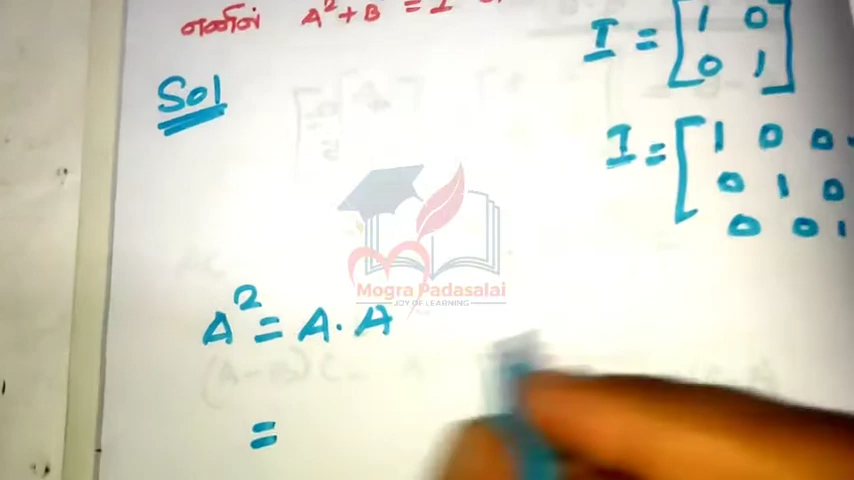 எனில் A² + B = I
I = [1 0
0 1]
Sol
I = [1 0 0
0 1 0
0 0 1
Mogra Padasalai
JOY OF LEARNING
A² = A . A
=